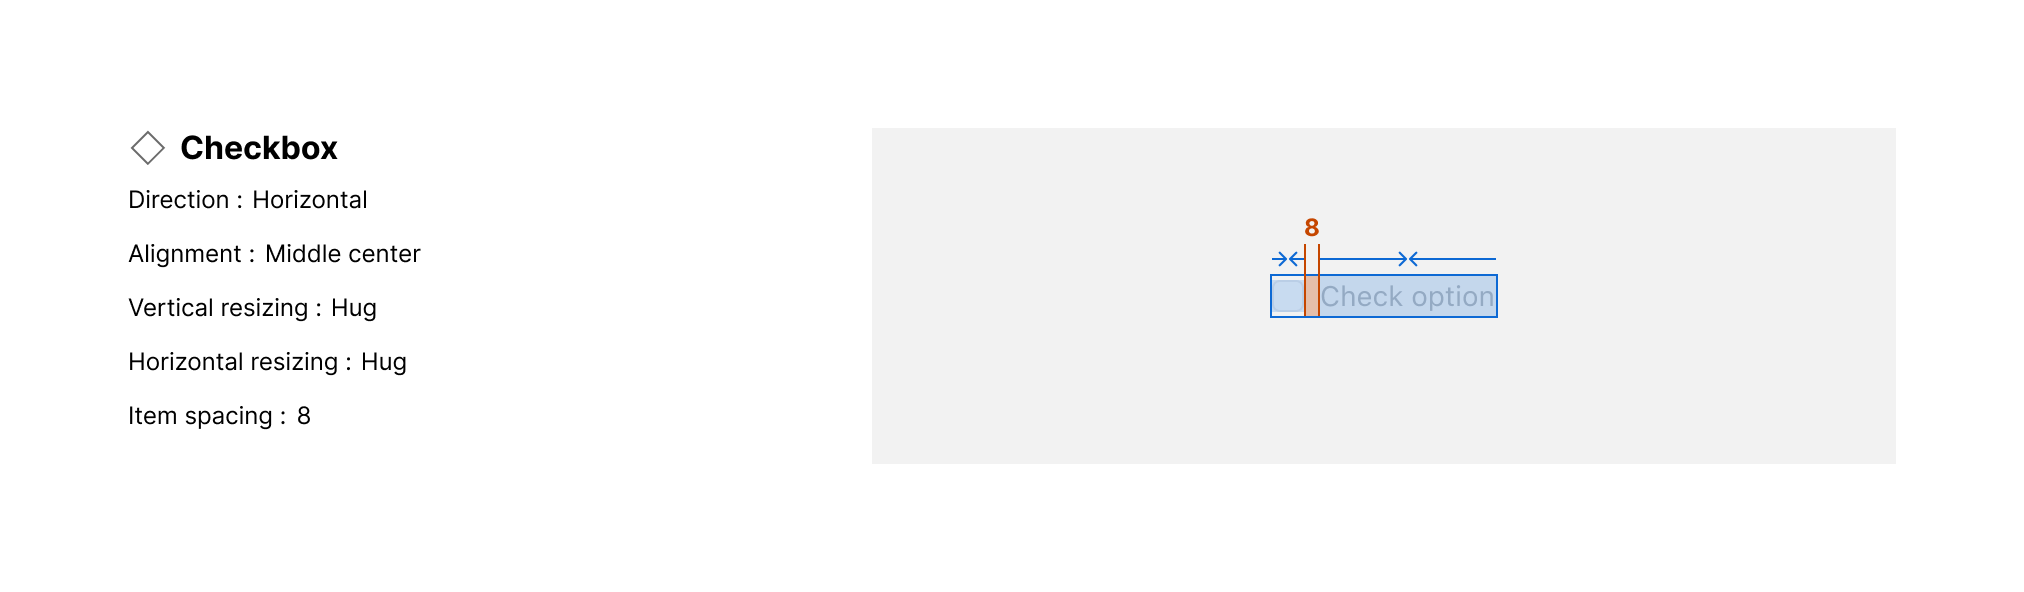 Checkbox
Direction : Horizontal
Alignment : Middle center
Vertical resizing : Hug
Horizontal resizing : Hug
Item spacing : 8
8
Check option